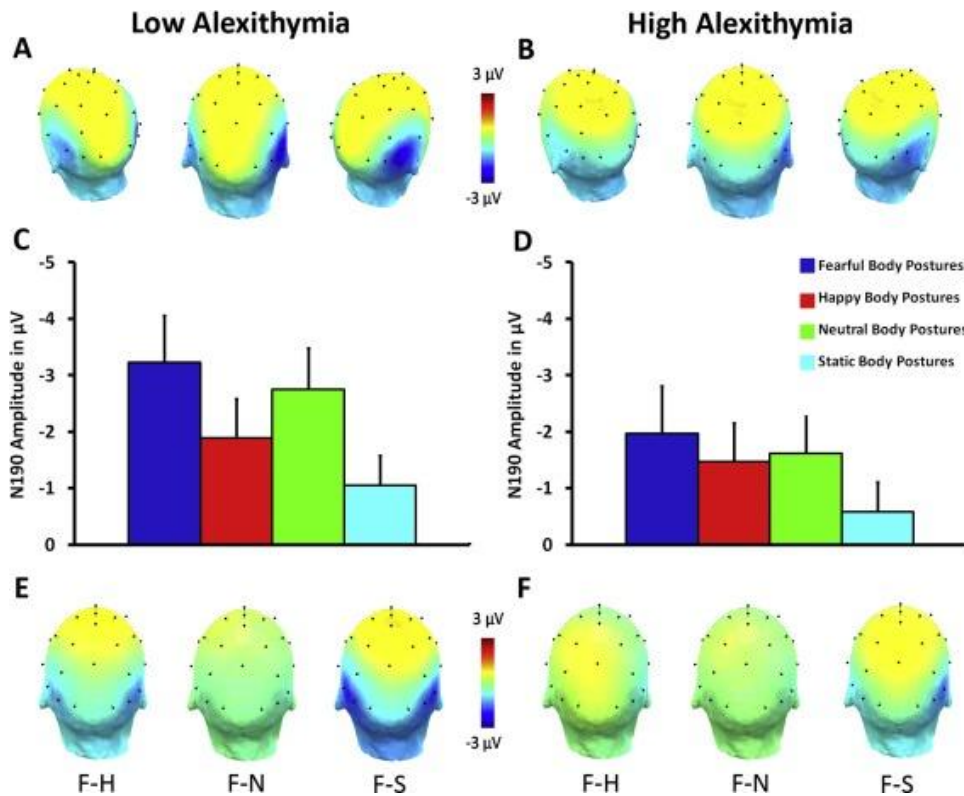 Low Alexithymia
High Alexithymia
A
B
3 µV
-3 µV
C
D
N190 Amplitude in µV
-5
-4
-3
-2
-1
0
N190 Amplitude in µV
-5
-4
-3
-2
-1
0
Fearful Body Postures
Happy Body Postures
Neutral Body Postures
Static Body Postures
E
F
3 µV
-3 µV
F-H
F-N
F-S
F-H
F-N
F-S